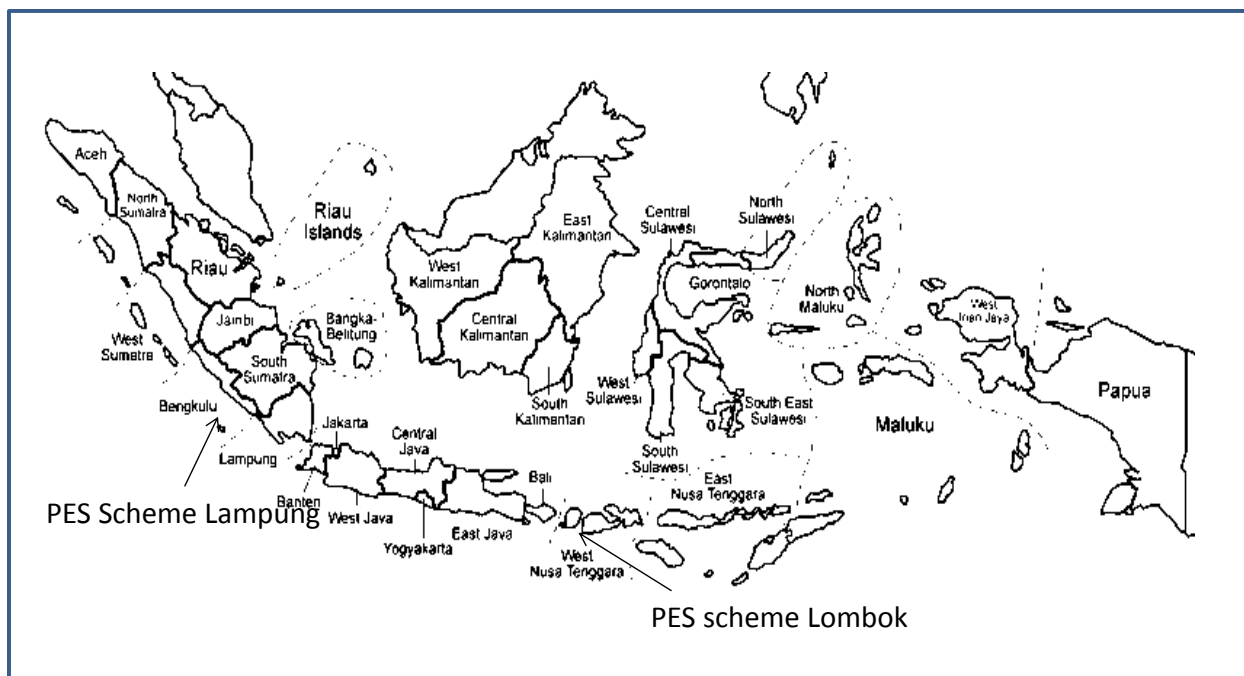 Aceh
North
Sumatra
Riau
Islands
Riau
West
Sumatra
Jambi
Bangka-
Belitung
South
Sumatra
Bengkulu
Lampung
Jakarta
Banten
West Java
Central
Java
Yogyakarta
East Java
Bali
West
Nusa Tenggara
East
Nusa Tenggara
West
Kalimantan
Central
Kalimantan
East
Kalimantan
South
Kalimantan
Central
Sulawesi
North
Sulawesi
Gorontalo
West
Sulawesi
South
Sulawesi
South East
Sulawesi
North
Maluku
Maluku
West
Irian Jaya
Papua
PES Scheme Lampung
PES scheme Lombok